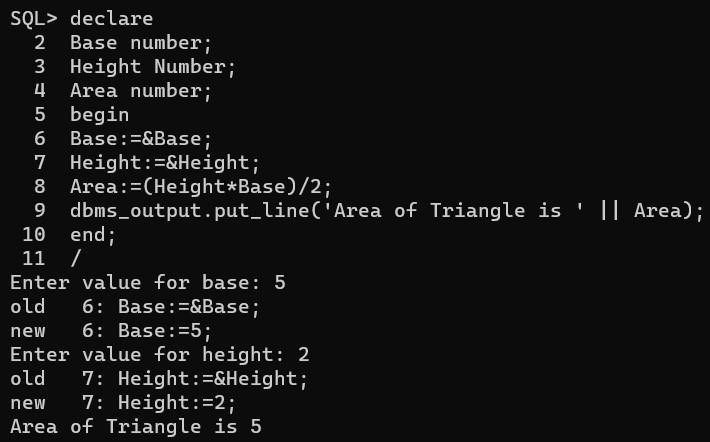 SQL> declare
  2  Base number;
  3  Height Number;
  4  Area number;
  5  begin
  6  Base:=&Base;
  7  Height:=&Height;
  8  Area:=(Height*Base)/2;
  9  dbms_output.put_line('Area of Triangle is ' || Area);
 10  end;
 11  /
Enter value for base: 5
old   6: Base:=&Base;
new   6: Base:=5;
Enter value for height: 2
old   7: Height:=&Height;
new   7: Height:=2;
Area of Triangle is 5